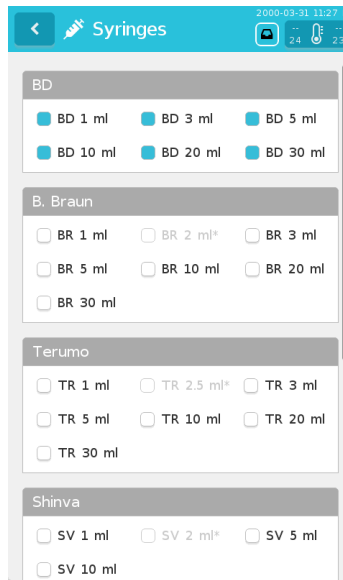 2000-03-31 11:27
Syringes
-- --
24 23
BD
BD 1 ml BD 3 ml BD 5 ml
BD 10 ml BD 20 ml BD 30 ml
B. Braun
BR 1 ml BR 2 ml* BR 3 ml
BR 5 ml BR 10 ml BR 20 ml
BR 30 ml
Terumo
TR 1 ml TR 2.5 ml* TR 3 ml
TR 5 ml TR 10 ml TR 20 ml
TR 30 ml
Shinva
SV 1 ml SV 2 ml* SV 5 ml
SV 10 ml